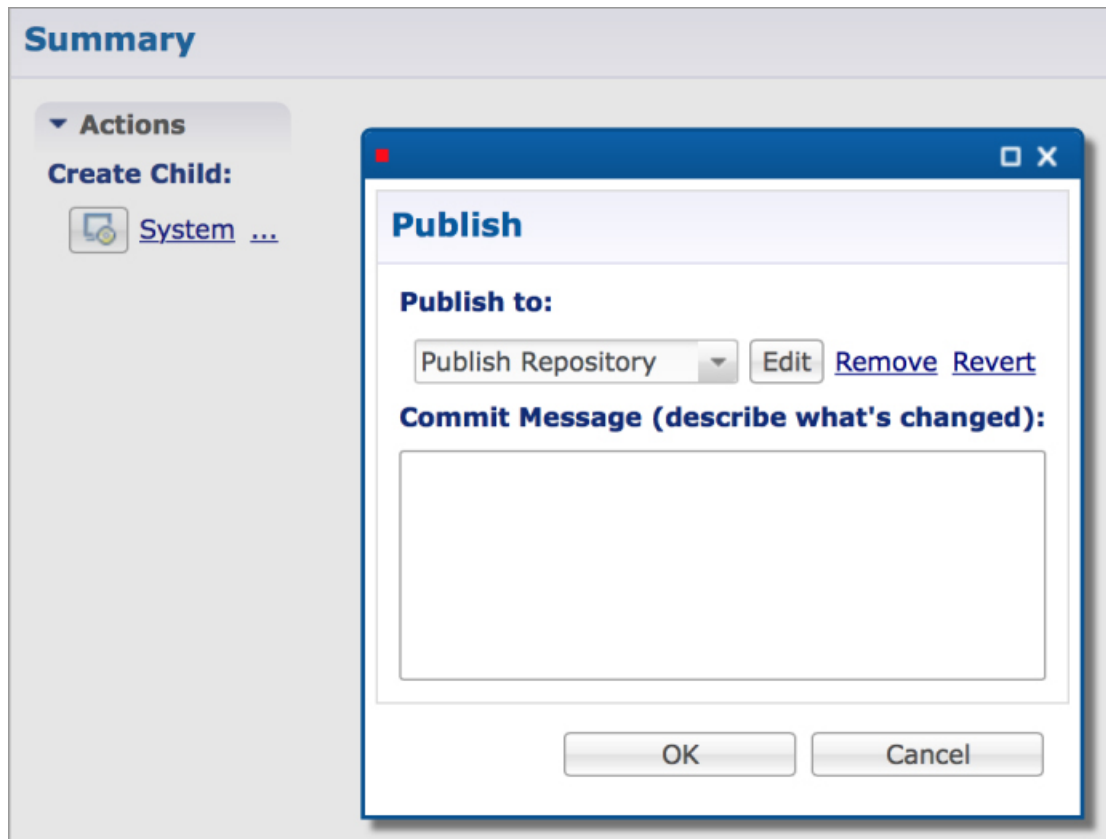 Summary
Actions
Create Child:
System ...
Publish
Publish to:
Publish Repository Edit Remove Revert
Commit Message (describe what's changed):
OK Cancel